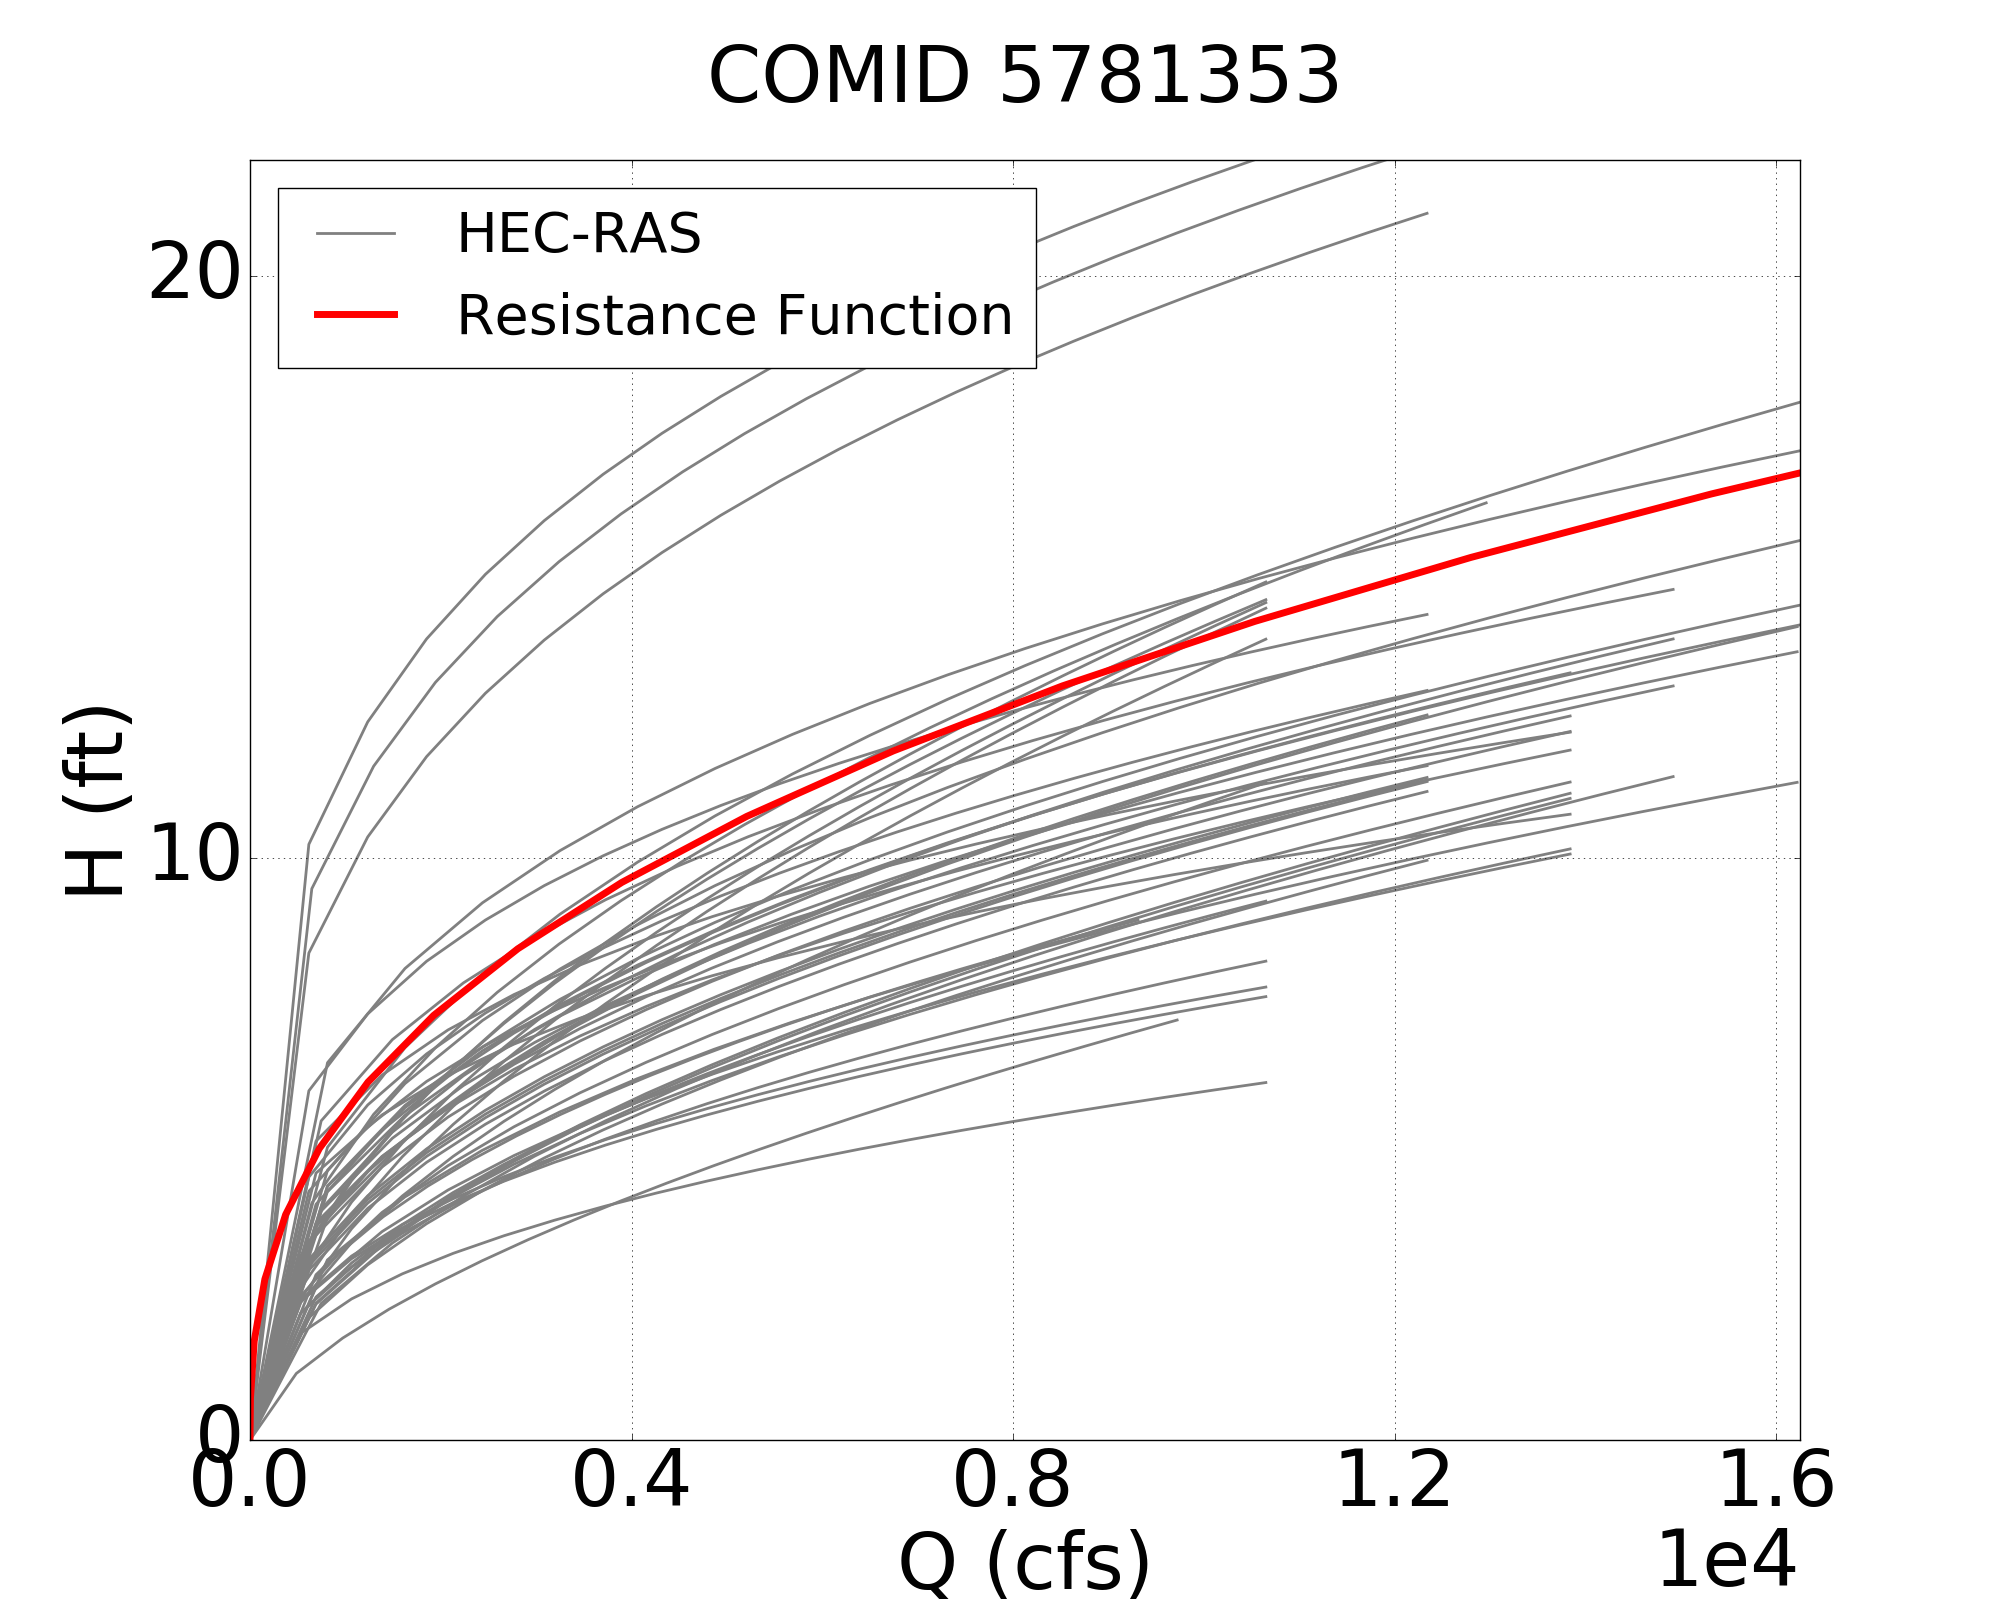 COMID 5781353
HEC-RAS
Resistance Function
20
10
0
H (ft)
0.0 0.4 0.8 1.2 1.6
1e4
Q (cfs)